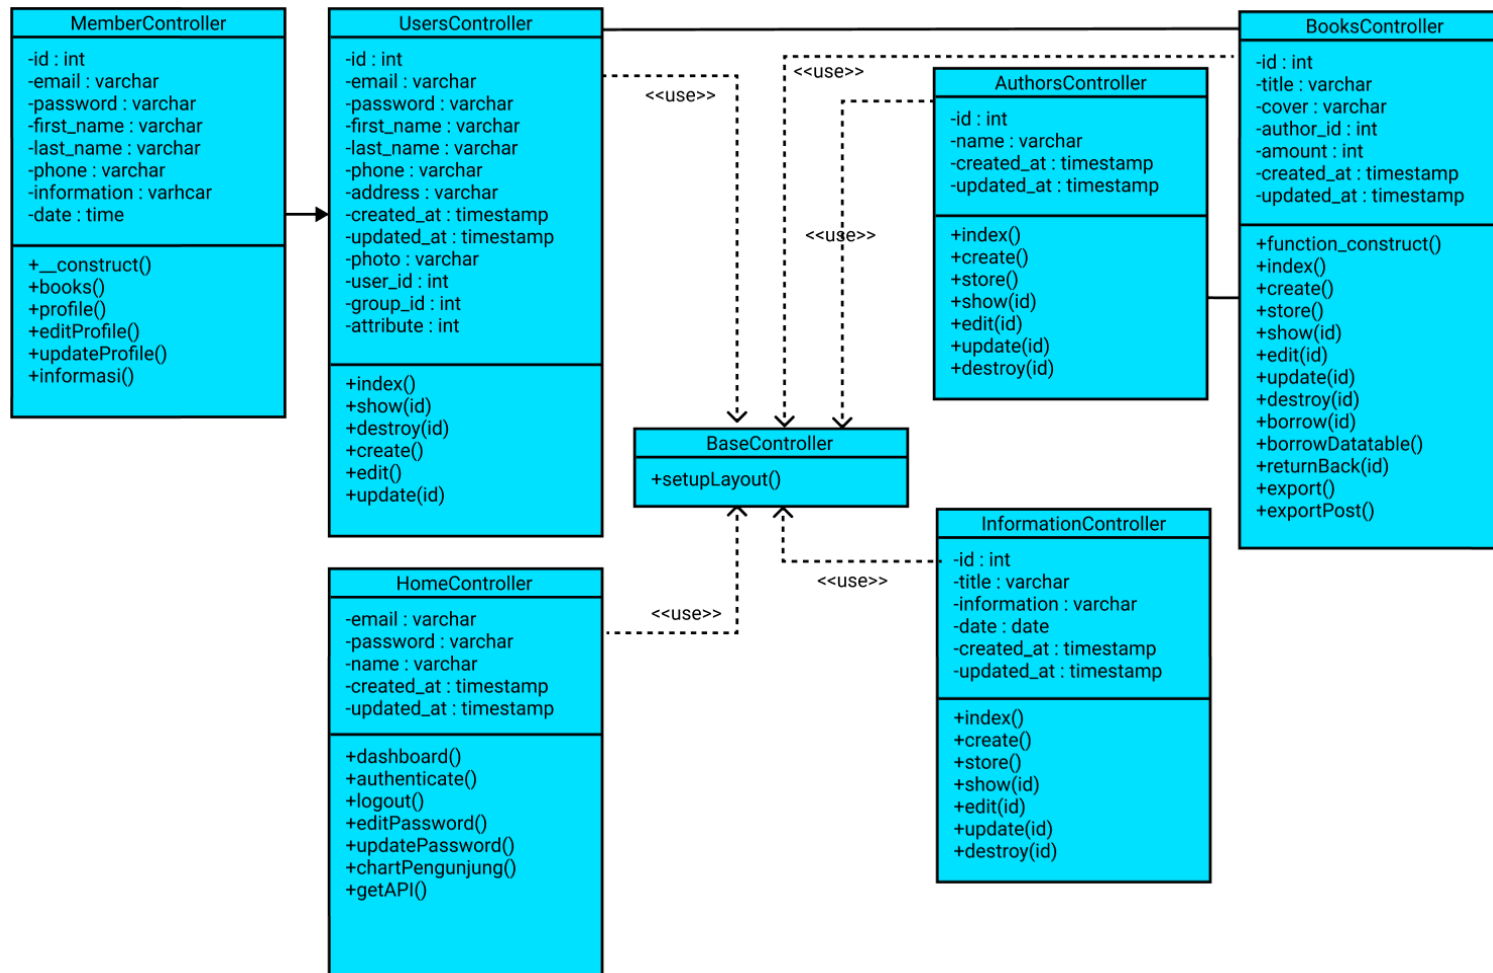 MemberController
-id : int
-email : varchar
-password : varchar
-first_name : varchar
-last_name : varchar
-phone : varchar
-information : varhcar
-date : time
+__construct()
+books()
+profile()
+editProfile()
+updateProfile()
+informasi()
UsersController
-id : int
-email : varchar
-password : varchar
-first_name : varchar
-last_name : varchar
-phone : varchar
-address : varchar
-created_at : timestamp
-updated_at : timestamp
-photo : varchar
-user_id : int
-group_id : int
-attribute : int
+index()
+show(id)
+destroy(id)
+create()
+edit()
+update(id)
<<use>>
<<use>>
<<use>>
AuthorsController
-id : int
-name : varchar
-created_at : timestamp
-updated_at : timestamp
+index()
+create()
+store()
+show(id)
+edit(id)
+update(id)
+destroy(id)
BooksController
-id : int
-title : varchar
-cover : varchar
-author_id : int
-amount : int
-created_at : timestamp
-updated_at : timestamp
+function_construct()
+index()
+create()
+store()
+show(id)
+edit(id)
+update(id)
+destroy(id)
+borrow(id)
+borrowDatatable()
+returnBack(id)
+export()
+exportPost()
BaseController
+setupLayout()
HomeController
-email : varchar
-password : varchar
-name : varchar
-created_at : timestamp
-updated_at : timestamp
+dashboard()
+authenticate()
+logout()
+editPassword()
+updatePassword()
+chartPengunjung()
+getAPI()
<<use>>
<<use>>
InformationController
-id : int
-title : varchar
-information : varchar
-date : date
-created_at : timestamp
-updated_at : timestamp
+index()
+create()
+store()
+show(id)
+edit(id)
+update(id)
+destroy(id)